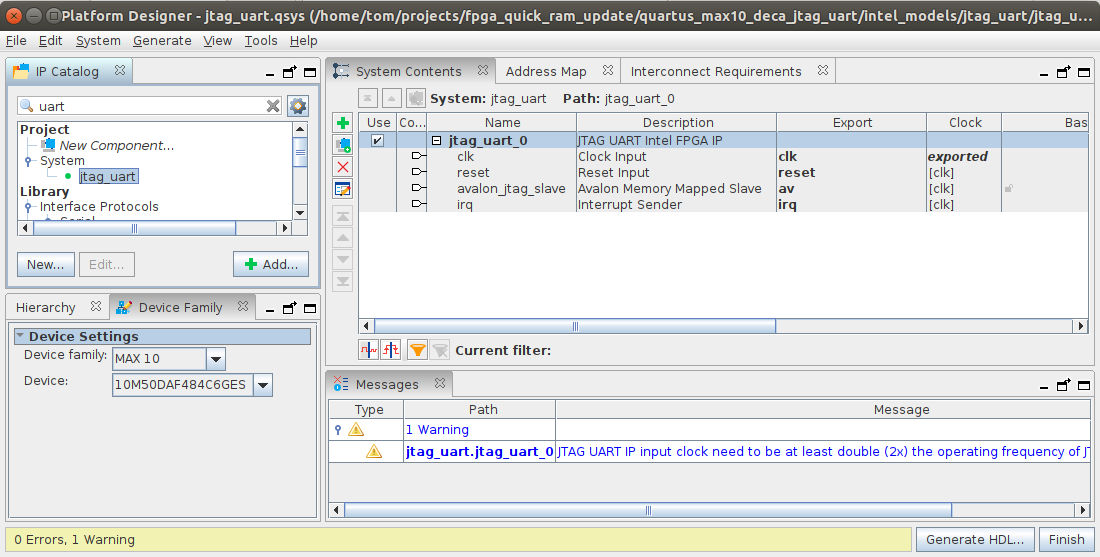 Platform Designer - jtag_uart.qsys (/home/tom/projects/fpga_quick_ram_update/quartus_max10_deca_jtag_uart/intel_models/jtag_uart/jtag_u...
File Edit System Generate View Tools Help
IP Catalog
uart
Project
New Component...
System
jtag_uart
Library
Interface Protocols
New... Edit... Add...
Hierarchy Device Family
Device Settings
Device family: MAX 10
Device: 10M50DAF484C6GES
System Contents Address Map Interconnect Requirements
System: jtag_uart Path: jtag_uart_0
Use Co... Name Description Export Clock Bas
jtag_uart_0 JTAG UART Intel FPGA IP
clk Clock Input clk exported
reset Reset Input reset [clk]
avalon_jtag_slave Avalon Memory Mapped Slave av [clk]
irq Interrupt Sender irq [clk]
Current filter:
Messages
Type Path Message
1 Warning
jtag_uart.jtag_uart_0 JTAG UART IP input clock need to be at least double (2x) the operating frequency of JT
0 Errors, 1 Warning
Generate HDL... Finish